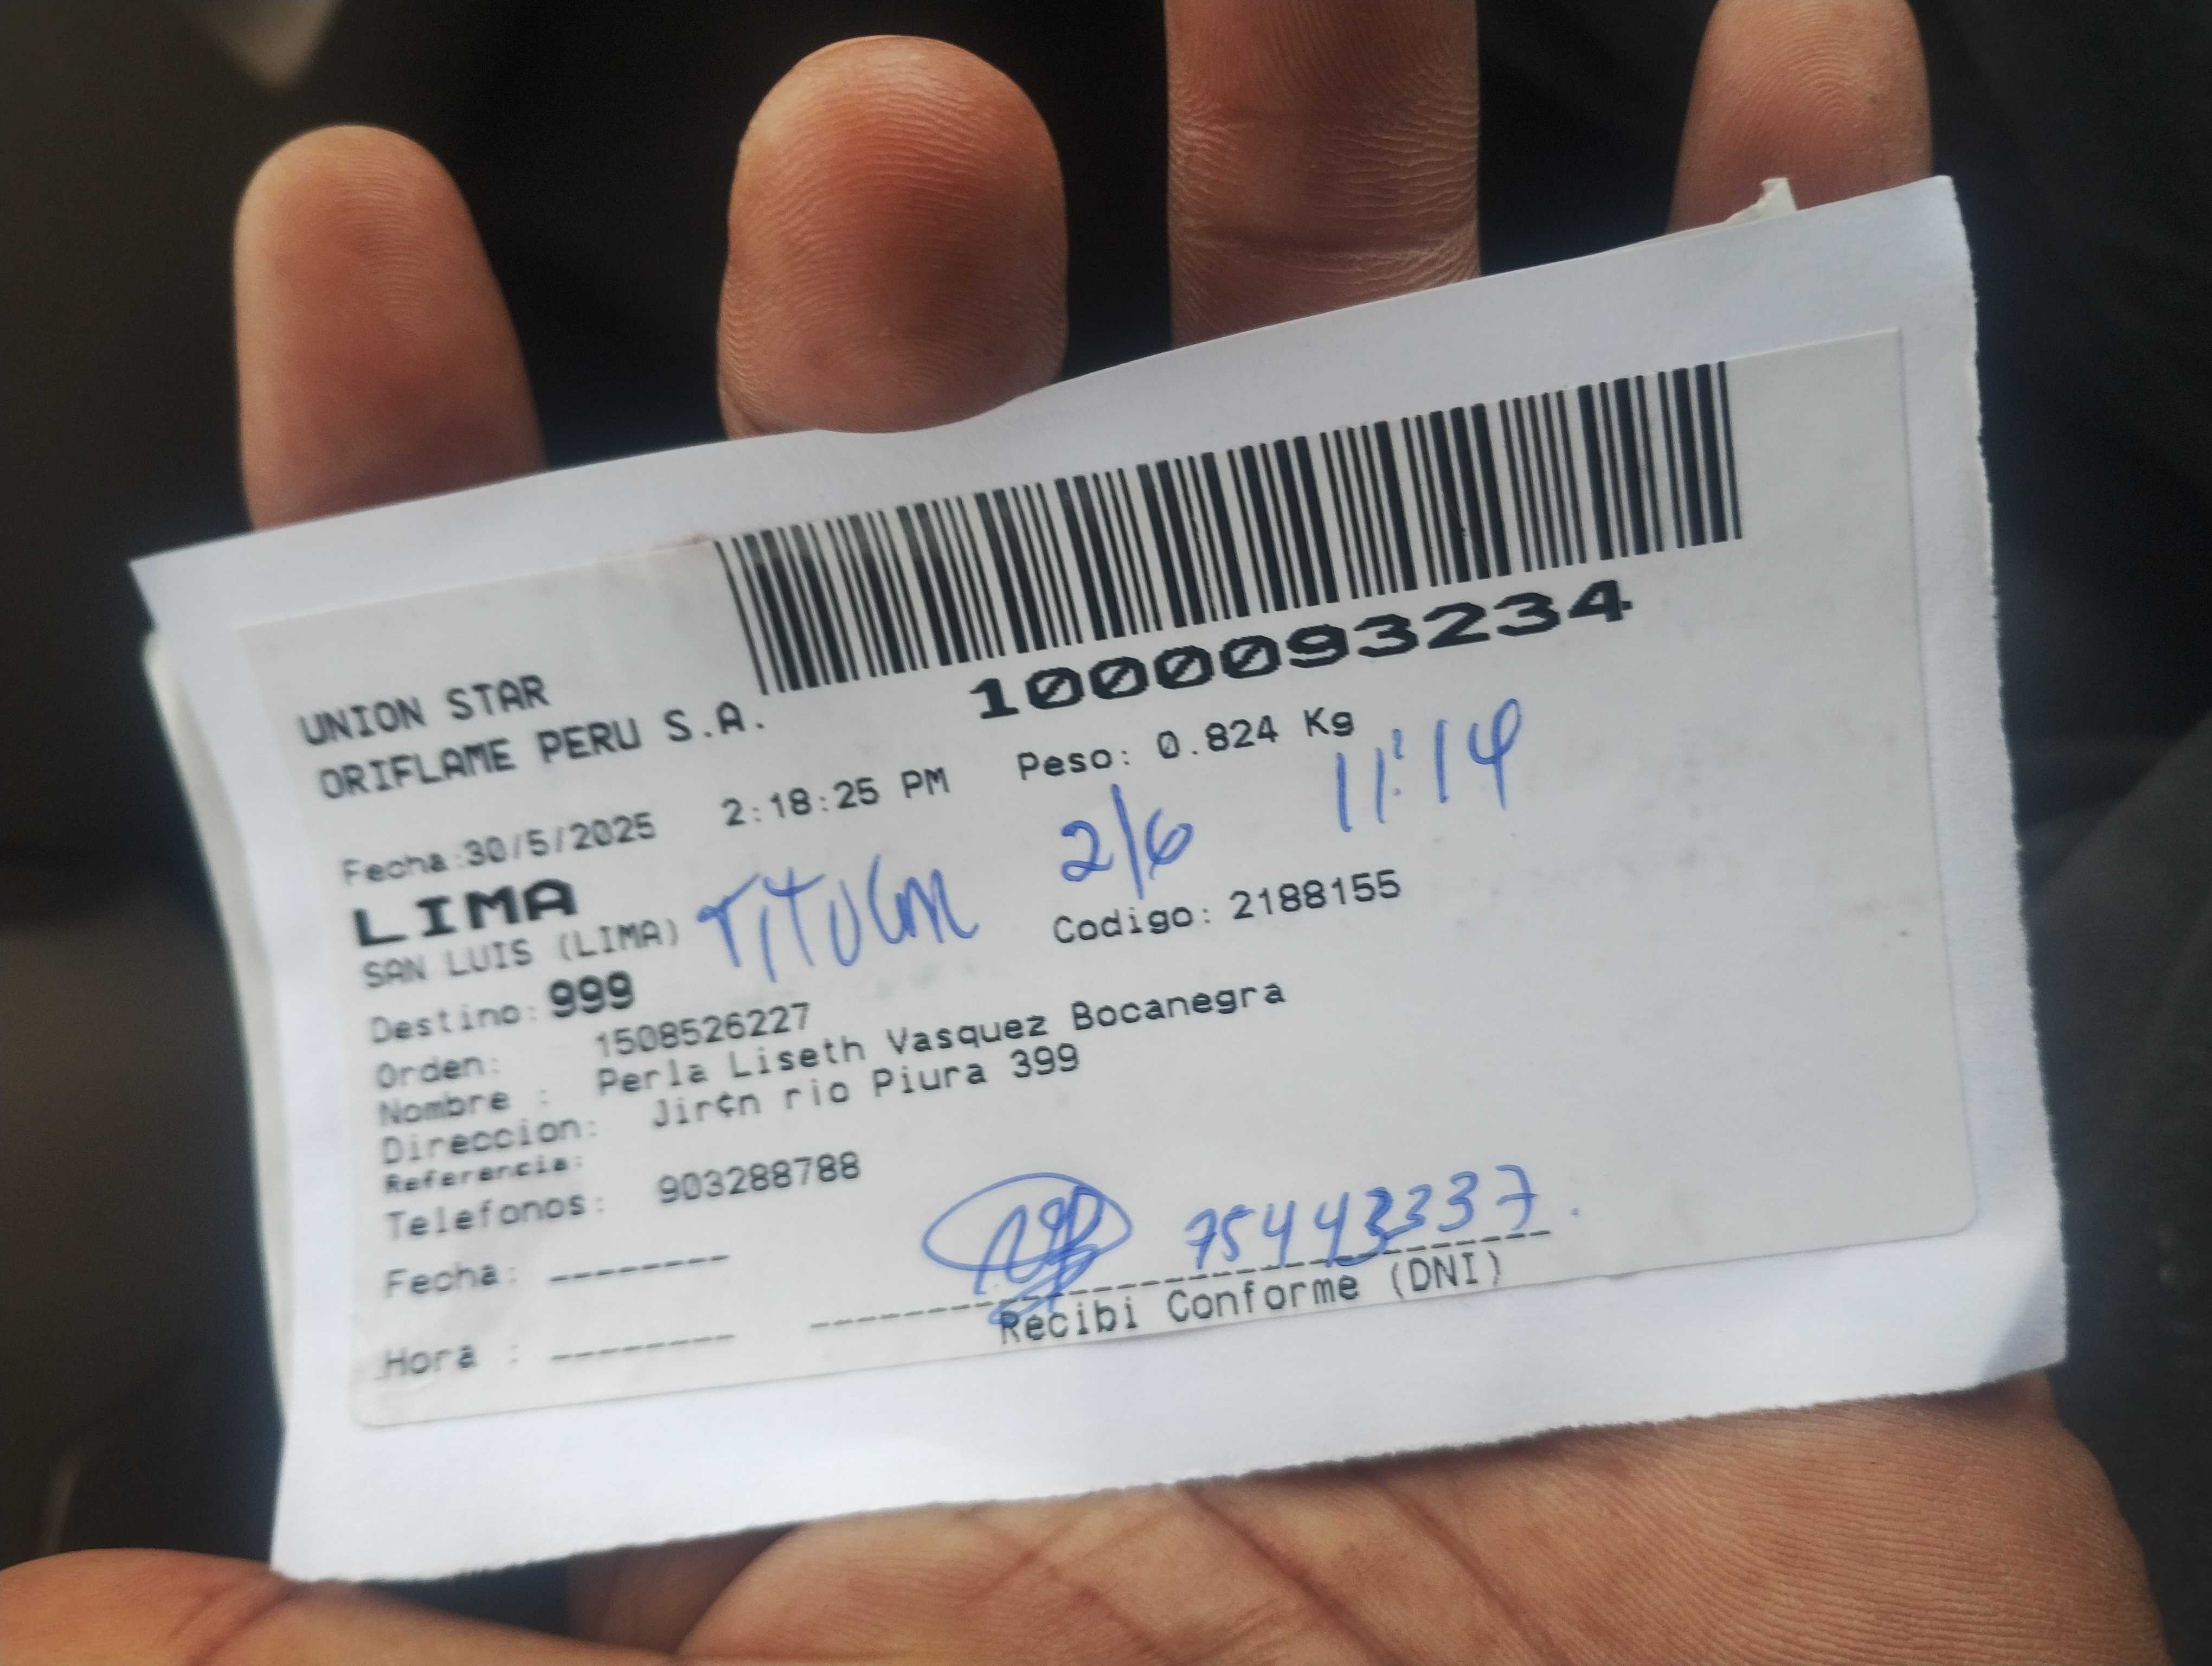 1000093234
UNION STAR
ORIFLAME PERU S.A.
Fecha:30/5/2025 2:18:25 PM Peso: 0.824 Kg
2/6 11:14
LIMA
SAN LUIS (LIMA) TiTULAR Codigo: 2188155
Destino: 999
Orden: 1508526227
Nombre : Perla Liseth Vasquez Bocanegra
Direccion: Jir¢n rio Piura 399
Referencia:
Telefonos: 903288788
Fecha: --------
75443337.
Hora : --------
Recibi Conforme (DNI)